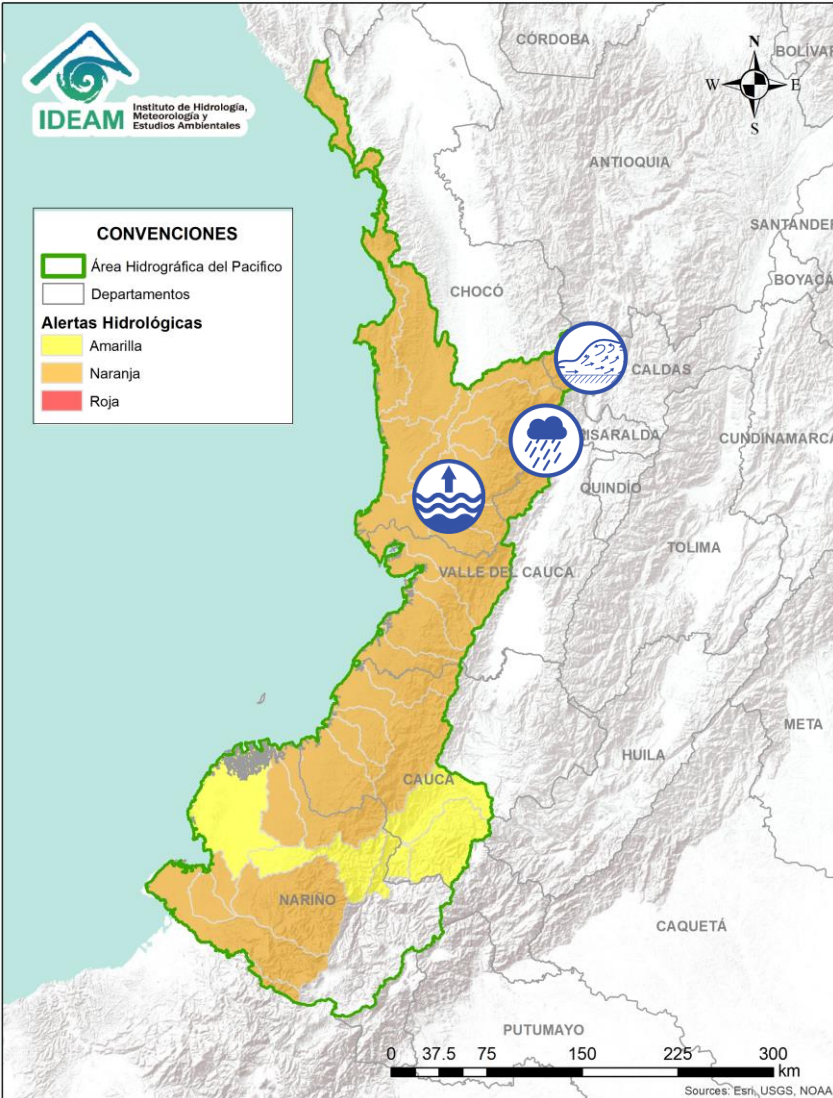 IDEAM
Instituto de Hidrología,
Meteorología y
Estudios Ambientales
N
W
E
S
CÓRDOBA
BOLÍVAR
ANTIOQUIA
SANTANDER
BOYACÁ
CHOCÓ
CALDAS
RISARALDA
CUNDINAMARCA
QUINDÍO
TOLIMA
VALLE DEL CAUCA
META
HUILA
CAUCA
NARIÑO
CAQUETÁ
PUTUMAYO
CONVENCIONES
Área Hidrográfica del Pacifico
Departamentos
Alertas Hidrológicas
Amarilla
Naranja
Roja
0 37.5 75 150 225 300
km
Sources: Esri, USGS, NOAA